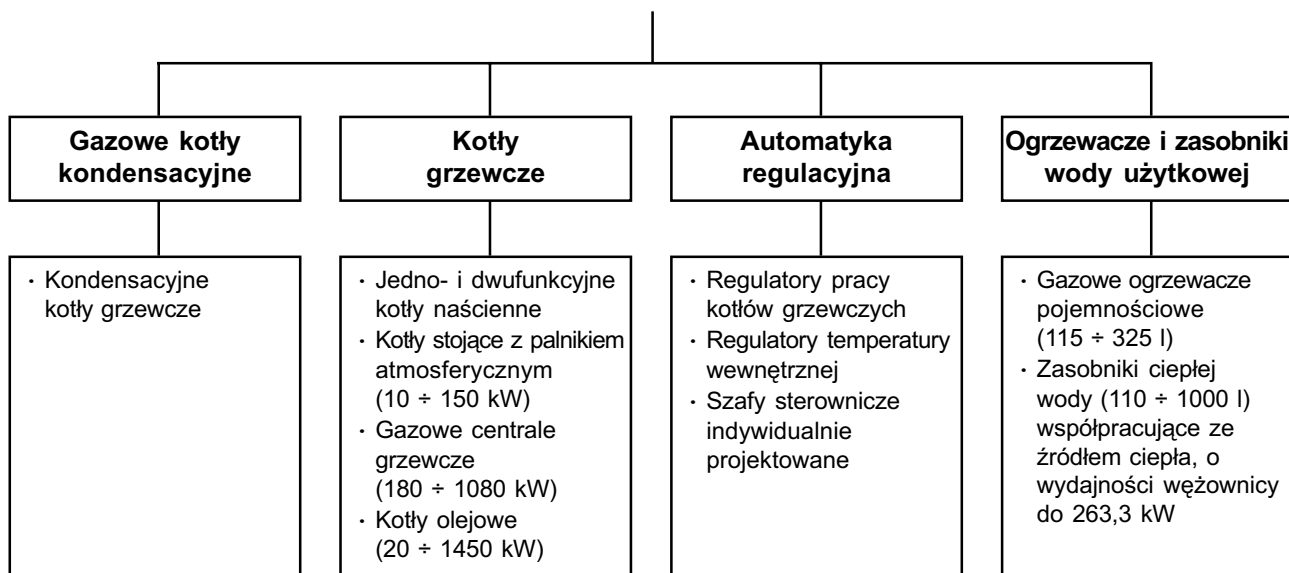 Gazowe kotły
kondensacyjne
· Kondensacyjne
kotły grzewcze
Kotły
grzewcze
· Jedno- i dwufunkcyjne
kotły naścienne
· Kotły stojące z palnikiem
atmosferycznym
(10 ÷ 150 kW)
· Gazowe centrale
grzewcze
(180 ÷ 1080 kW)
· Kotły olejowe
(20 ÷ 1450 kW)
Automatyka
regulacyjna
· Regulatory pracy
kotłów grzewczych
· Regulatory temperatury
wewnętrznej
· Szafy sterownicze
indywidualnie
projektowane
Ogrzewacze i zasobniki
wody użytkowej
· Gazowe ogrzewacze
pojemnościowe
(115 ÷ 325 l)
· Zasobniki ciepłej
wody (110 ÷ 1000 l)
współpracujące ze
źródłem ciepła, o
wydajności wężownicy
do 263,3 kW